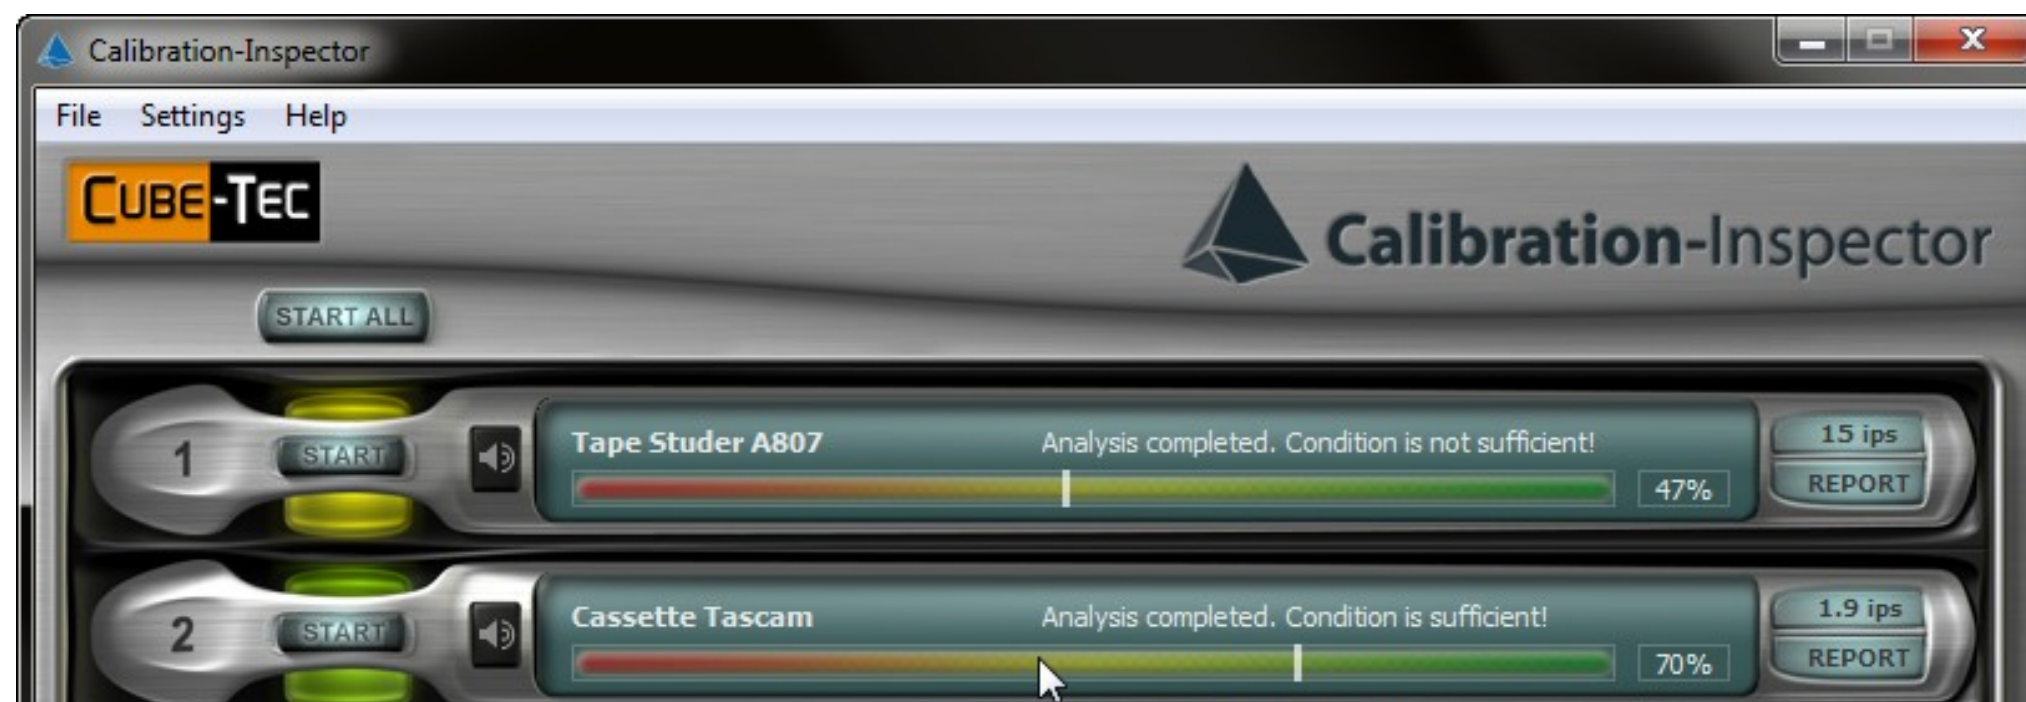 Calibration-Inspector
File Settings Help
CUBE-TEC
Calibration-Inspector
START ALL
1 START Tape Studer A807 Analysis completed. Condition is not sufficient! 15 ips
47% REPORT
2 START Cassette Tascam Analysis completed. Condition is sufficient! 1.9 ips
70% REPORT